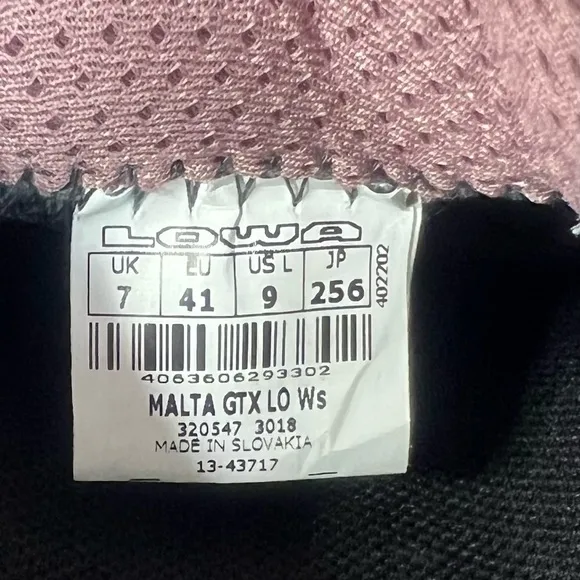 LOWA
UK EU US L JP
7 41 9 256
402202
4063606293302
MALTA GTX LO Ws
320547 3018
MADE IN SLOVAKIA
13-43717